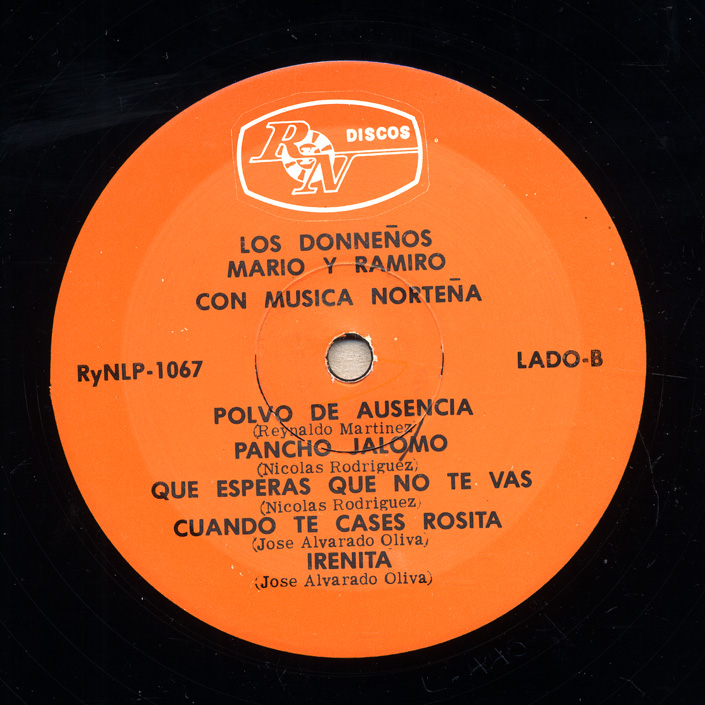 RyN DISCOS
LOS DONNEÑOS
MARIO Y RAMIRO
CON MUSICA NORTEÑA
RyNLP-1067
LADO-B
POLVO DE AUSENCIA
(Reynaldo Martinez)
PANCHO JALOMO
(Nicolas Rodriguez)
QUE ESPERAS QUE NO TE VAS
(Nicolas Rodriguez)
CUANDO TE CASES ROSITA
(Jose Alvarado Oliva)
IRENITA
(Jose Alvarado Oliva)